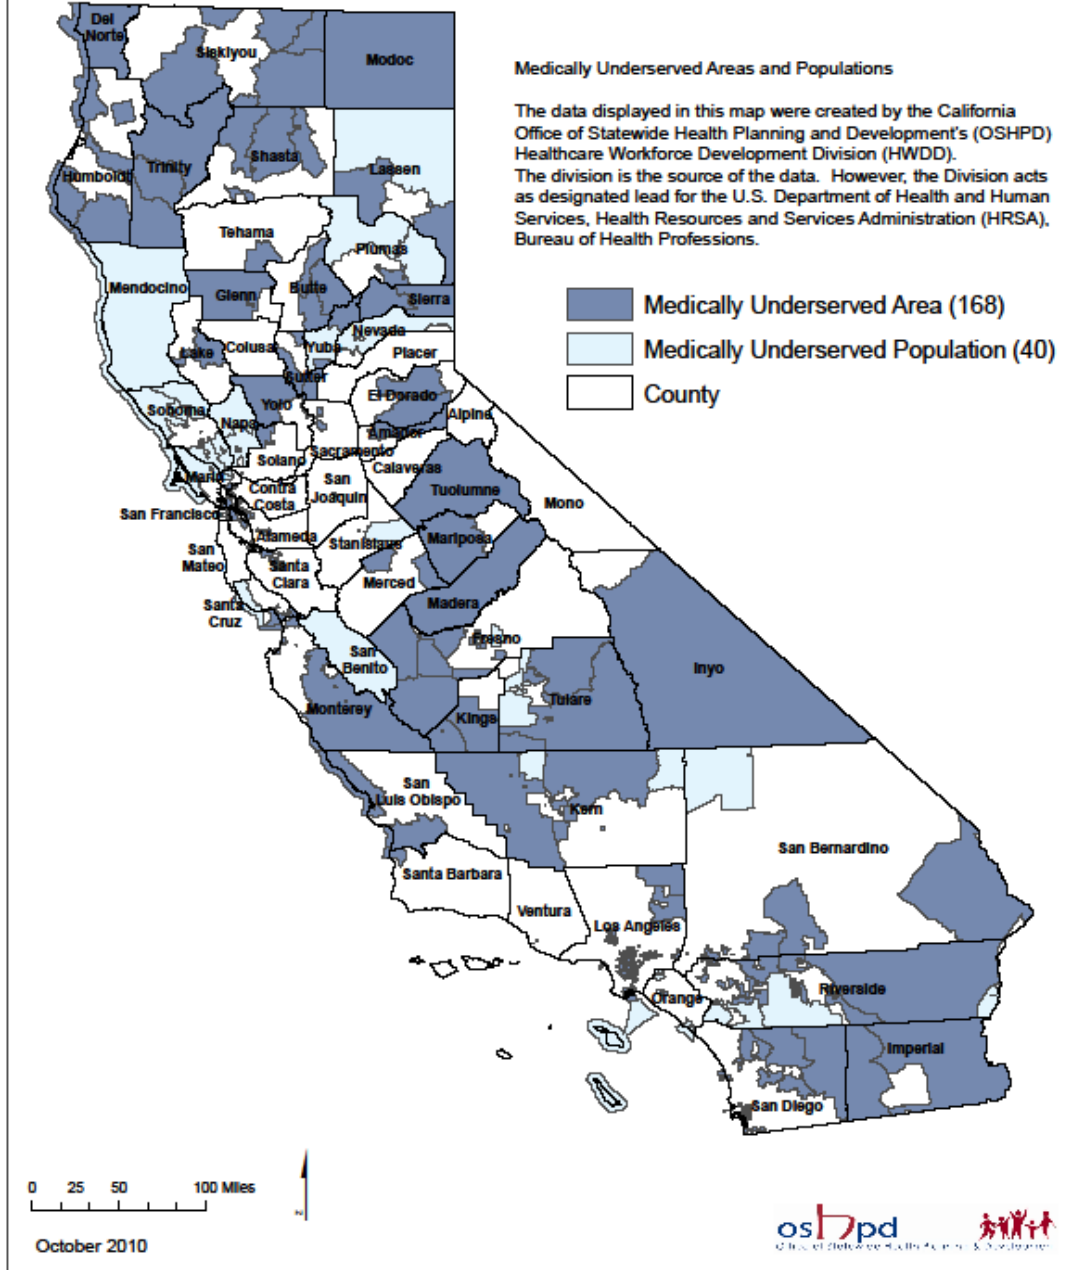 Del
Norte
Siskiyou
Modoc
Medically Underserved Areas and Populations
The data displayed in this map were created by the California
Office of Statewide Health Planning and Development's (OSHPD)
Healthcare Workforce Development Division (HWDD).
The division is the source of the data. However, the Division acts
as designated lead for the U.S. Department of Health and Human
Services, Health Resources and Services Administration (HRSA),
Bureau of Health Professions.
Humboldt
Trinity
Shasta
Lassen
Tehama
Plumas
Mendocino
Glenn
Butte
Sierra
Medically Underserved Area (168)
Medically Underserved Population (40)
County
Lake
Colusa
Yuba
Nevada
Placer
Sutter
Sonoma
Napa
Yolo
El Dorado
Alpine
Amador
Sacramento
Solano
Calaveras
Marin
Contra
Costa
San
Joaquin
Tuolumne
Mono
San Francisco
Alameda
Stanislaus
Mariposa
San
Mateo
Santa
Clara
Merced
Madera
Santa
Cruz
San
Benito
Fresno
Inyo
Monterey
Kings
Tulare
San
Luis Obispo
Kern
San Bernardino
Santa Barbara
Ventura
Los Angeles
Orange
Riverside
Imperial
San Diego
0 25 50 100 Miles
N
October 2010
oshpd
Office of Statewide Health Planning & Development